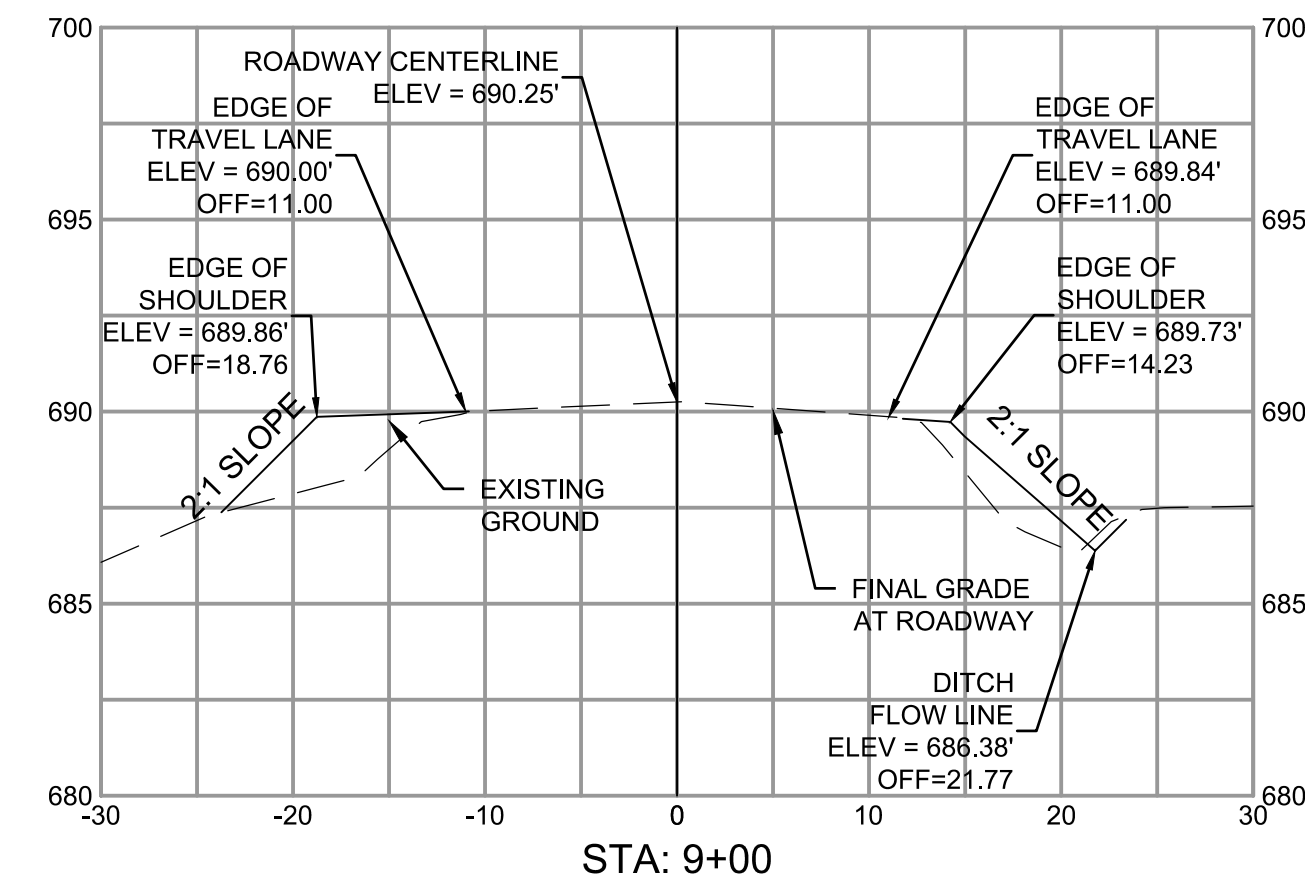 700
700
ROADWAY CENTERLINE
ELEV = 690.25'
EDGE OF
TRAVEL LANE
ELEV = 690.00'
OFF=11.00
EDGE OF
TRAVEL LANE
ELEV = 689.84'
OFF=11.00
695
695
EDGE OF
SHOULDER
ELEV = 689.86'
OFF=18.76
EDGE OF
SHOULDER
ELEV = 689.73'
OFF=14.23
690
690
2:1 SLOPE
2:1 SLOPE
EXISTING
GROUND
FINAL GRADE
AT ROADWAY
685
685
DITCH
FLOW LINE
ELEV = 686.38'
OFF=21.77
680
680
-30
-20
-10
0
10
20
30
STA: 9+00